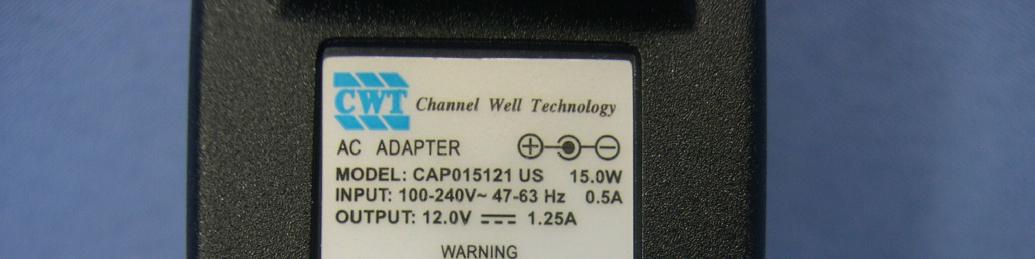 CWT Channel Well Technology
AC ADAPTER
MODEL: CAP015121 US 15.0W
INPUT: 100-240V~ 47-63 Hz 0.5A
OUTPUT: 12.0V ⎓ 1.25A
WARNING